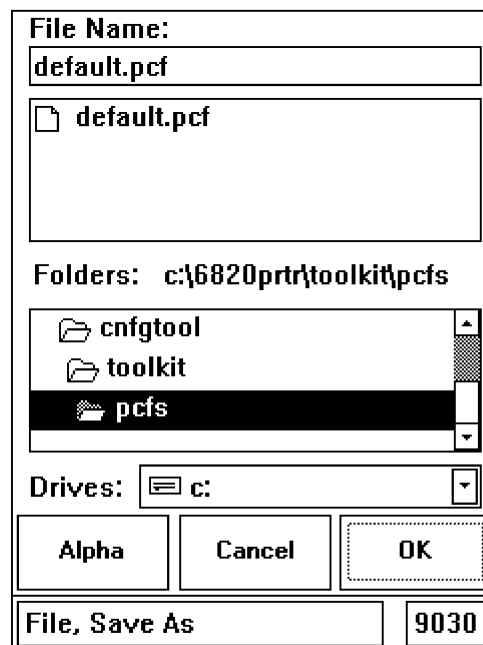 File Name:
default.pcf
default.pcf
Folders: c:\6820prtr\toolkit\pcfs
cnfgtool
toolkit
pcfs
Drives: c:
Alpha Cancel OK
File, Save As 9030